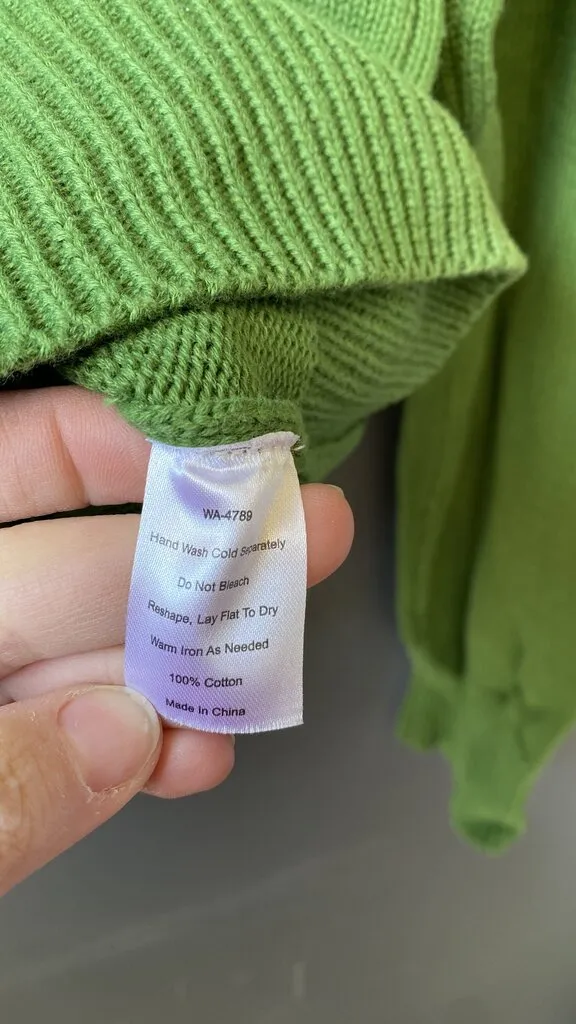 WA-4789
Hand Wash Cold Separately
Do Not Bleach
Reshape, Lay Flat To Dry
Warm Iron As Needed
100% Cotton
Made In China